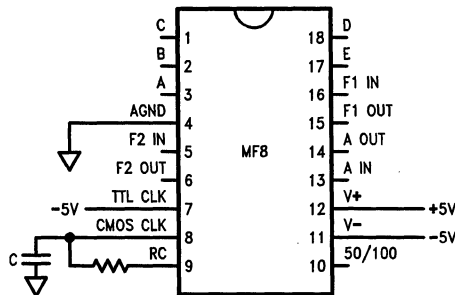 C 1 18 D
B 2 17 E
A 3 16 F1 IN
AGND 4 15 F1 OUT
F2 IN 5 MF8 14 A OUT
F2 OUT 6 13 A IN
-5V TTL CLK 7 12 V+ +5V
CMOS CLK 8 11 V- -5V
C RC 9 10 50/100